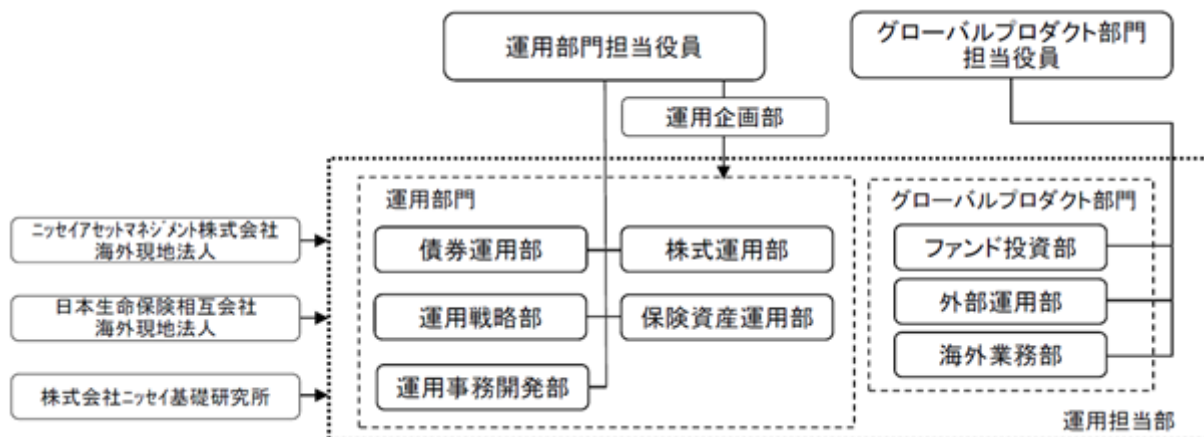 運用部門担当役員
グローバルプロダクト部門
担当役員
運用企画部
運用部門
グローバルプロダクト部門
ニッセイアセットマネジメント株式会社
海外現地法人
債券運用部
株式運用部
ファンド投資部
日本生命保険相互会社
海外現地法人
運用戦略部
保険資産運用部
外部運用部
海外業務部
株式会社ニッセイ基礎研究所
運用事務開発部
運用担当部